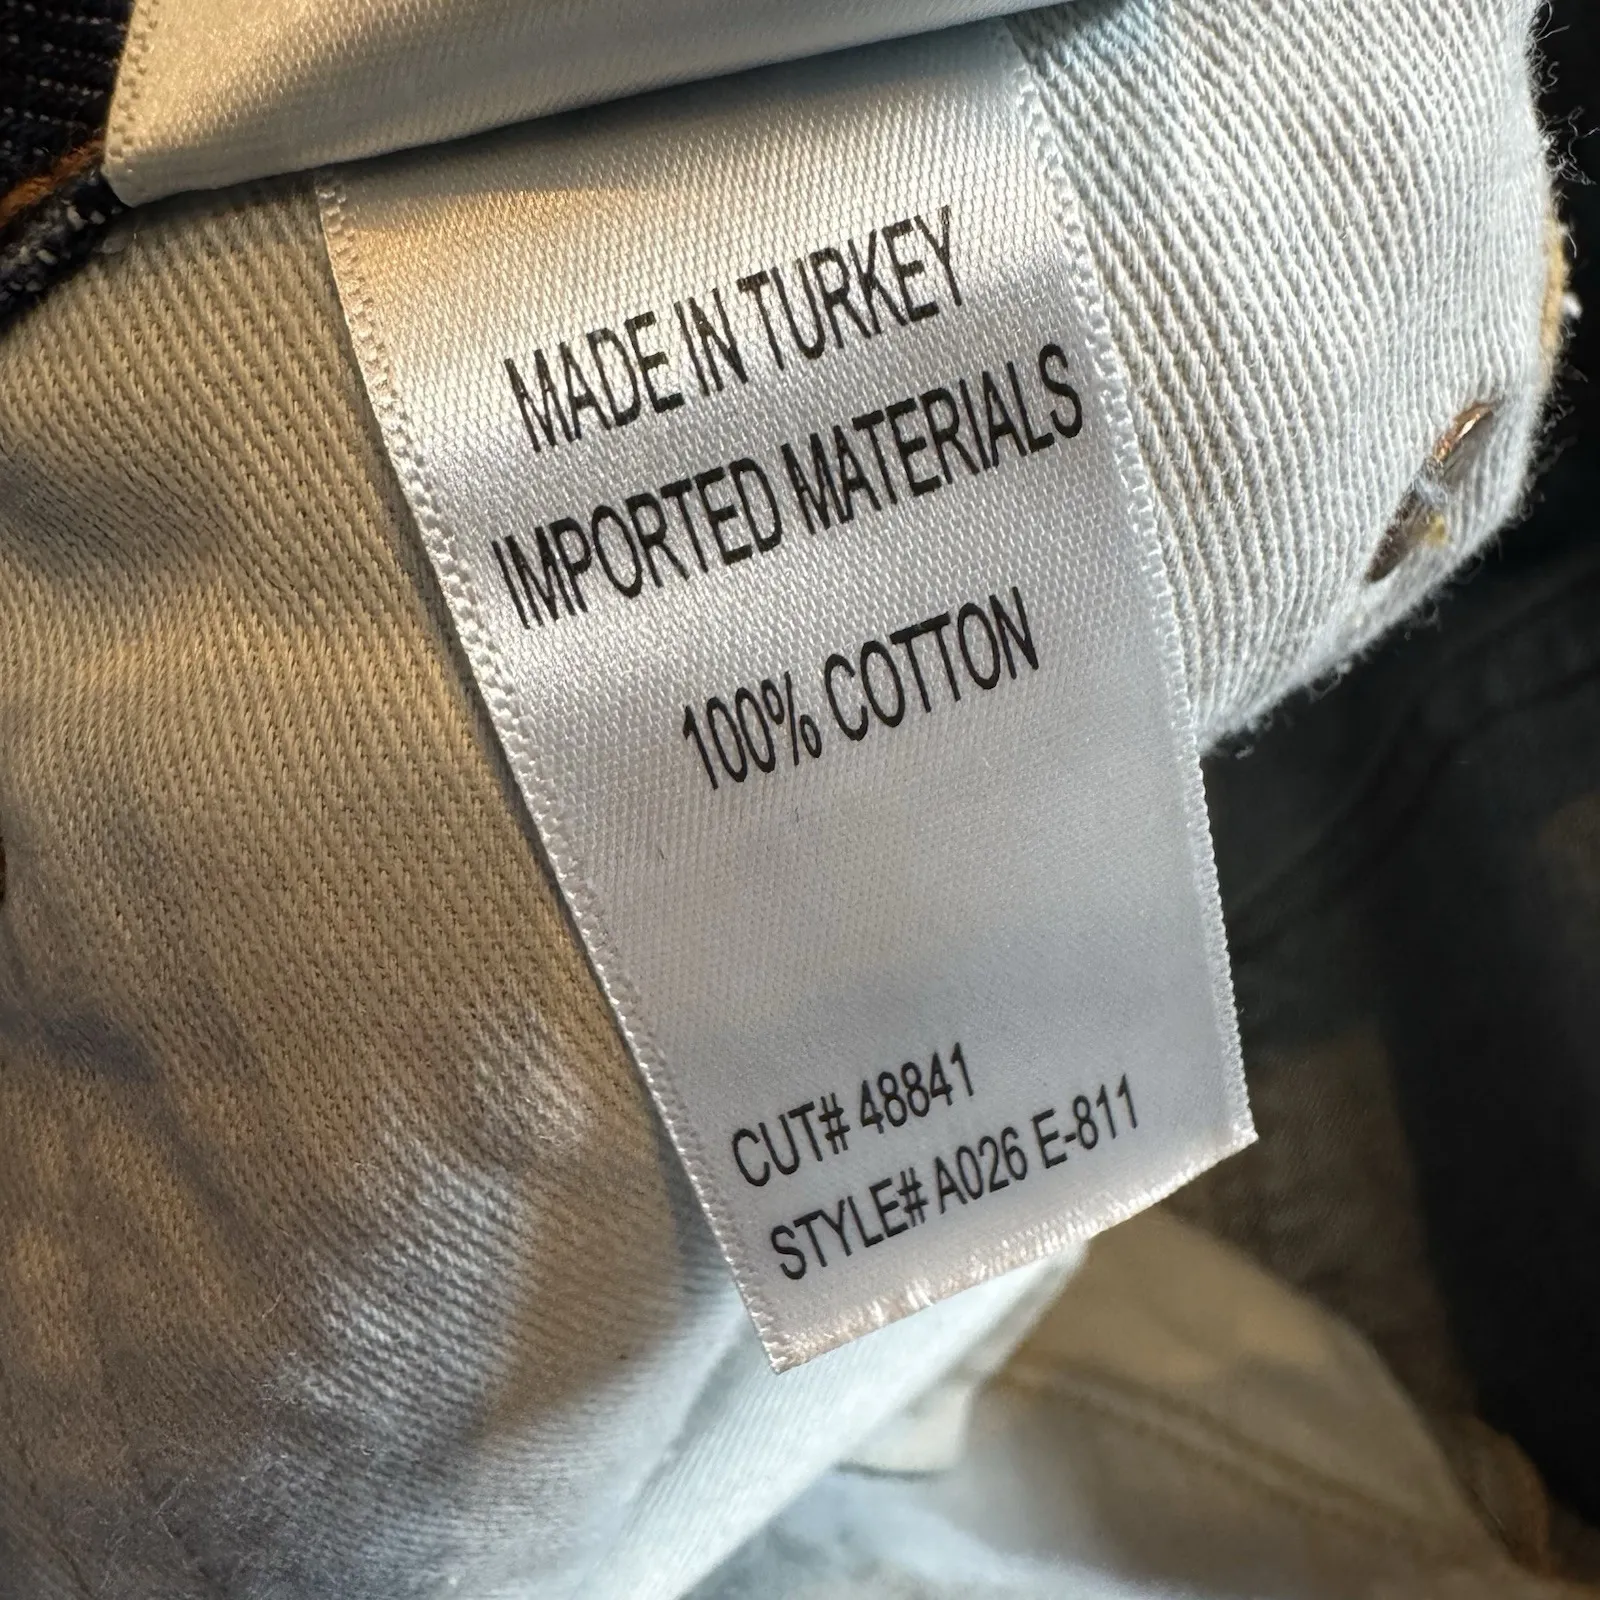 MADE IN TURKEY
IMPORTED MATERIALS
100% COTTON
CUT# 48841
STYLE# A026 E-811